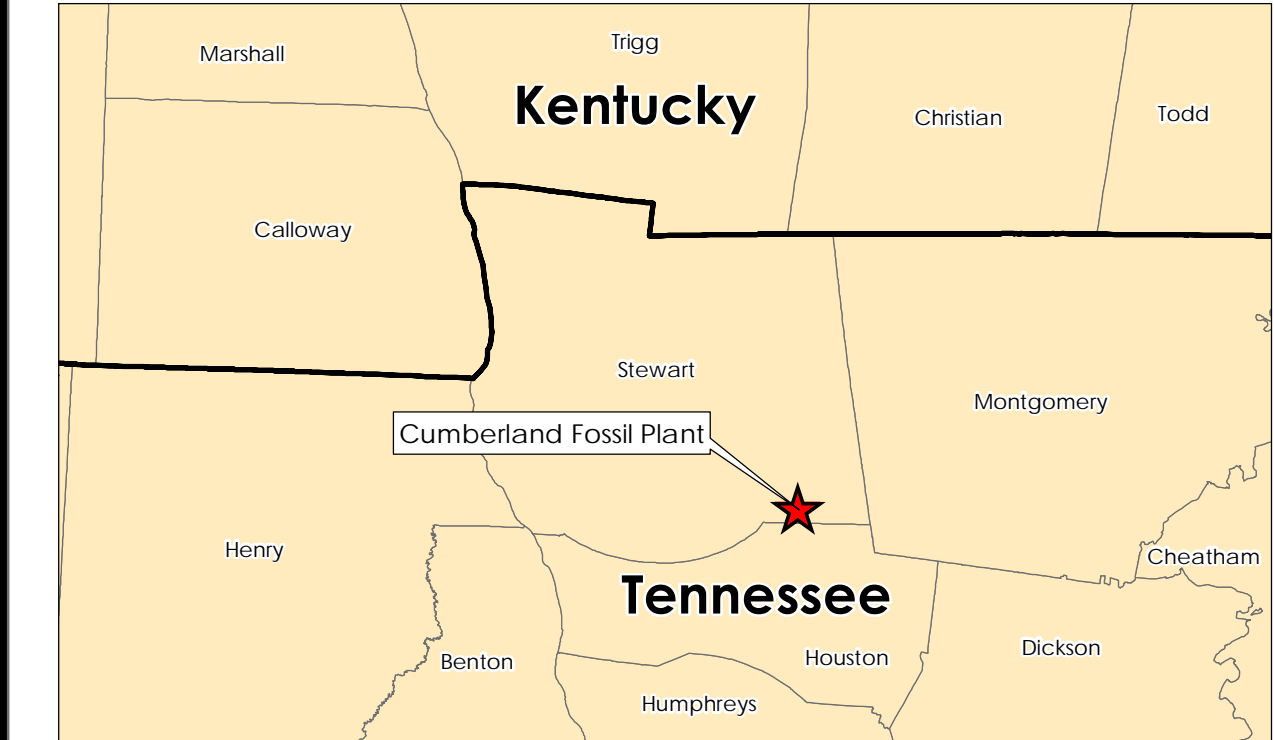 Marshall
Trigg
Kentucky
Christian
Todd
Calloway
Stewart
Montgomery
Cumberland Fossil Plant
Henry
Cheatham
Tennessee
Benton
Houston
Dickson
Humphreys